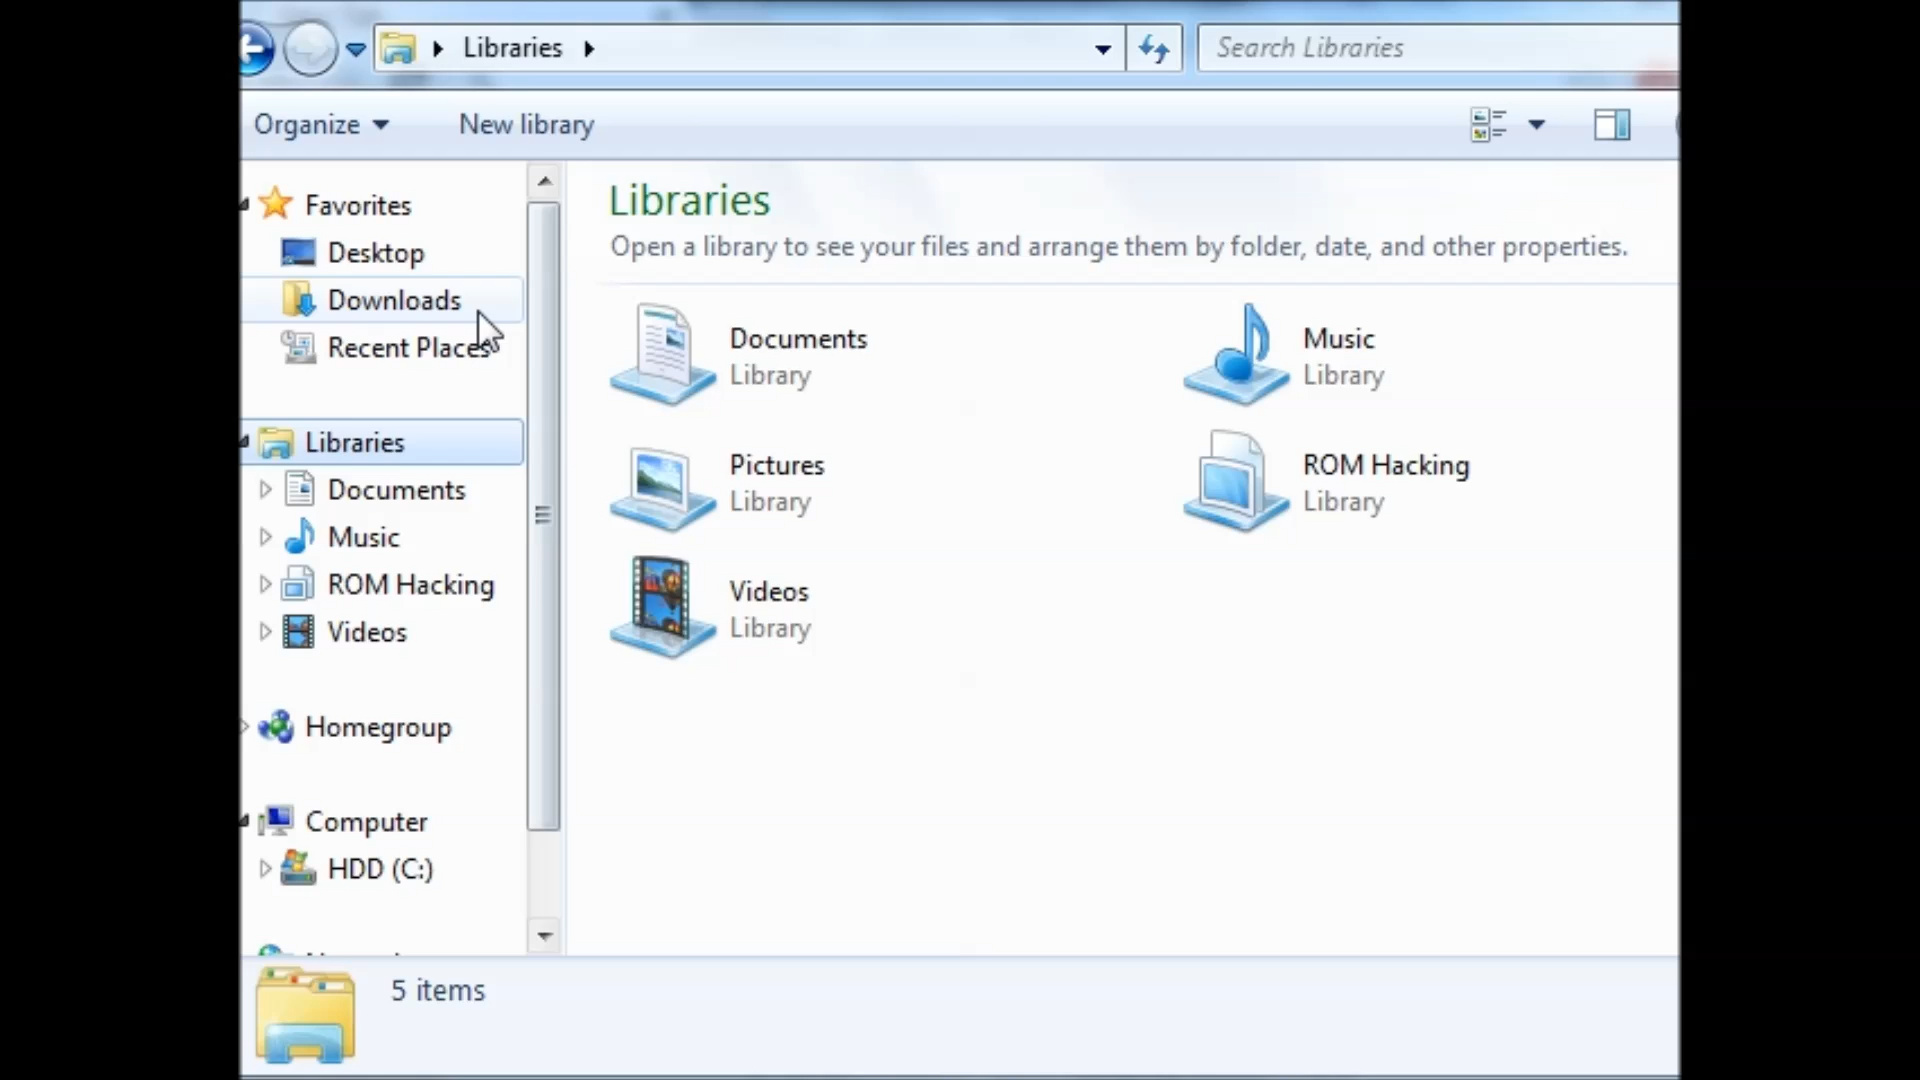 Libraries
Search Libraries
Organize
New library
Favorites
Desktop
Downloads
Recent Places
Libraries
Documents
Music
ROM Hacking
Videos
Homegroup
Computer
HDD (C:)
Libraries
Open a library to see your files and arrange them by folder, date, and other properties.
Documents
Library
Music
Library
Pictures
Library
ROM Hacking
Library
Videos
Library
5 items